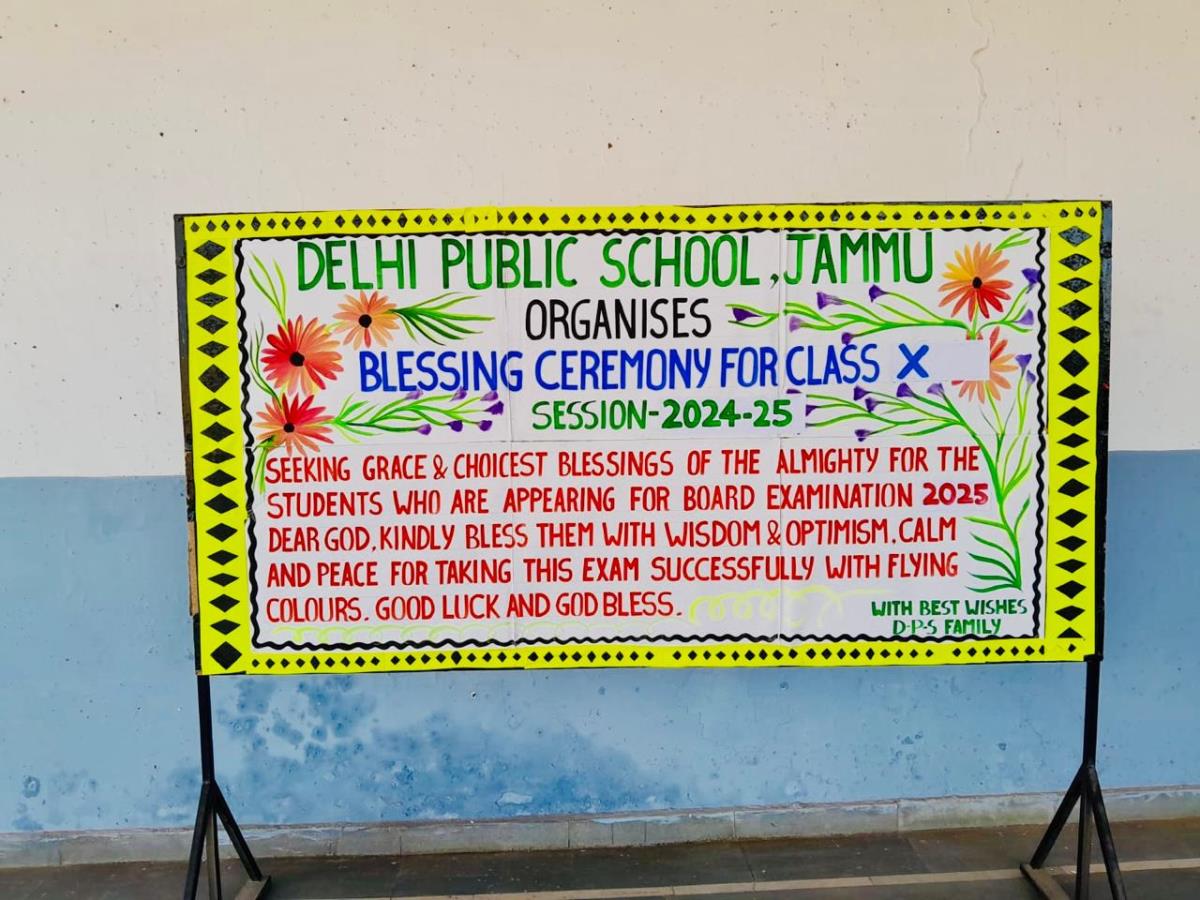 DELHI PUBLIC SCHOOL, JAMMU
ORGANISES
BLESSING CEREMONY FOR CLASS X
SESSION-2024-25
SEEKING GRACE & CHOICEST BLESSINGS OF THE ALMIGHTY FOR THE
STUDENTS WHO ARE APPEARING FOR BOARD EXAMINATION 2025
DEAR GOD, KINDLY BLESS THEM WITH WISDOM & OPTIMISM, CALM
AND PEACE FOR TAKING THIS EXAM SUCCESSFULLY WITH FLYING
COLOURS. GOOD LUCK AND GOD BLESS.
WITH BEST WISHES
D-P-S FAMILY